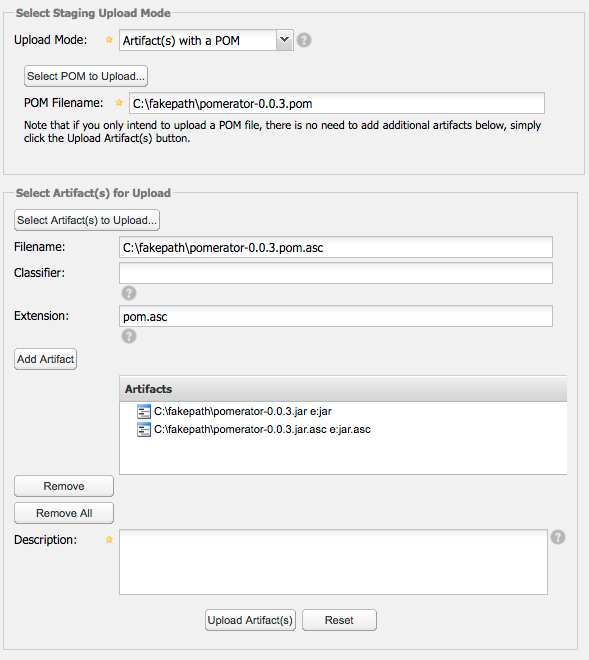 Select Staging Upload Mode
Upload Mode: Artifact(s) with a POM ?
Select POM to Upload...
POM Filename: C:\fakepath\pomerator-0.0.3.pom
Note that if you only intend to upload a POM file, there is no need to add additional artifacts below, simply
click the Upload Artifact(s) button.
Select Artifact(s) for Upload
Select Artifact(s) to Upload...
Filename: C:\fakepath\pomerator-0.0.3.pom.asc
Classifier:
?
Extension: pom.asc
?
Add Artifact
Artifacts
C:\fakepath\pomerator-0.0.3.jar e:jar
C:\fakepath\pomerator-0.0.3.jar.asc e:jar.asc
Remove
Remove All
Description: ?
Upload Artifact(s) Reset